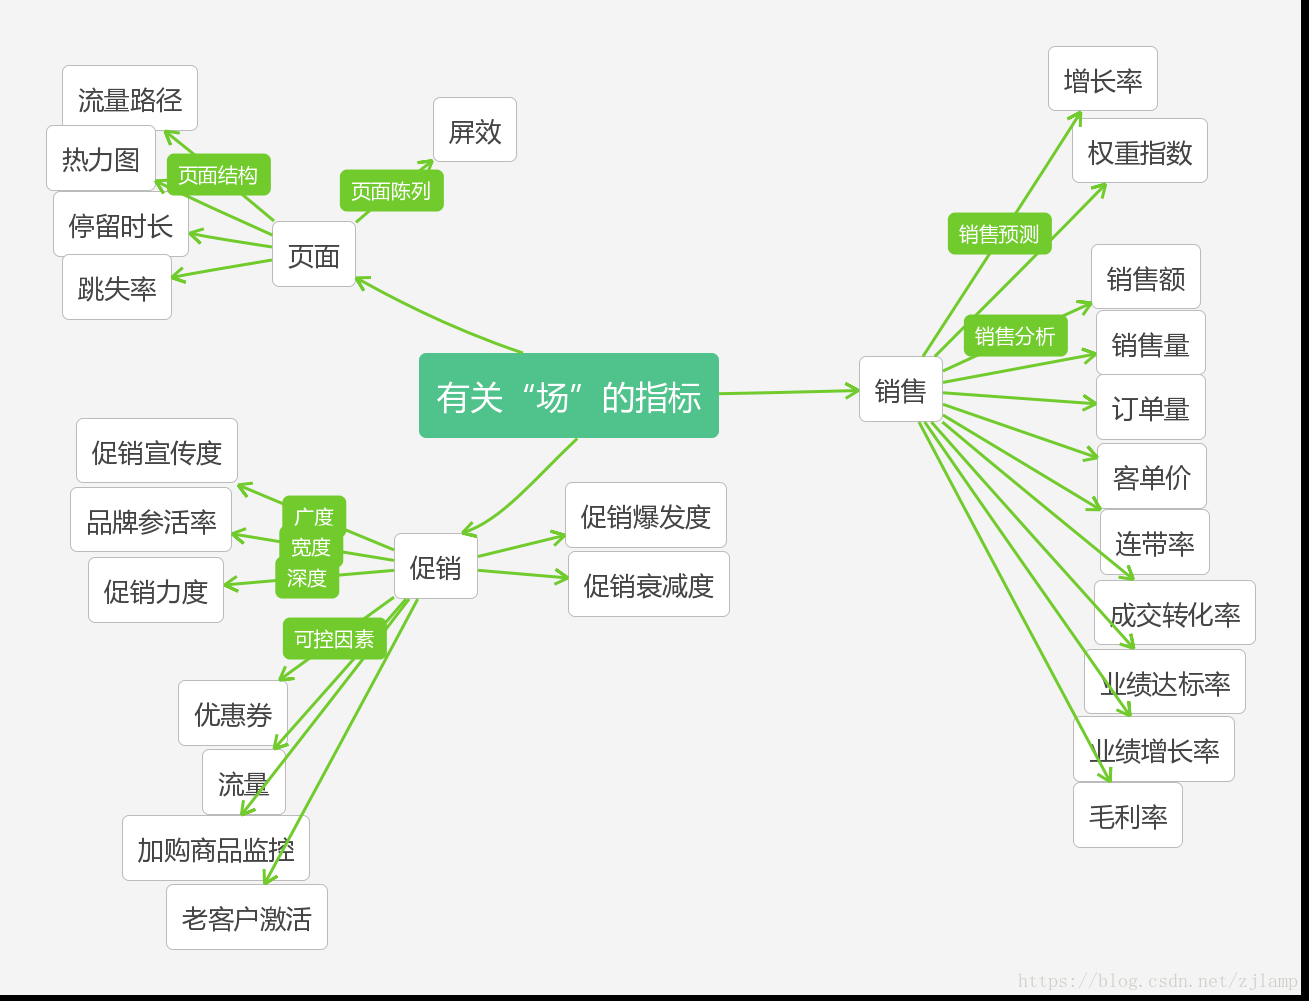 流量路径
热力图
停留时长
跳失率
页面结构
页面陈列
屏效
页面
有关“场”的指标
增长率
权重指数
销售预测
销售分析
销售
销售额
销售量
订单量
客单价
连带率
成交转化率
业绩达标率
业绩增长率
毛利率
促销宣传度
品牌参活率
促销力度
广度
宽度
深度
促销
促销爆发度
促销衰减度
可控因素
优惠券
流量
加购商品监控
老客户激活
https://blog.csdn.net/zjlamp